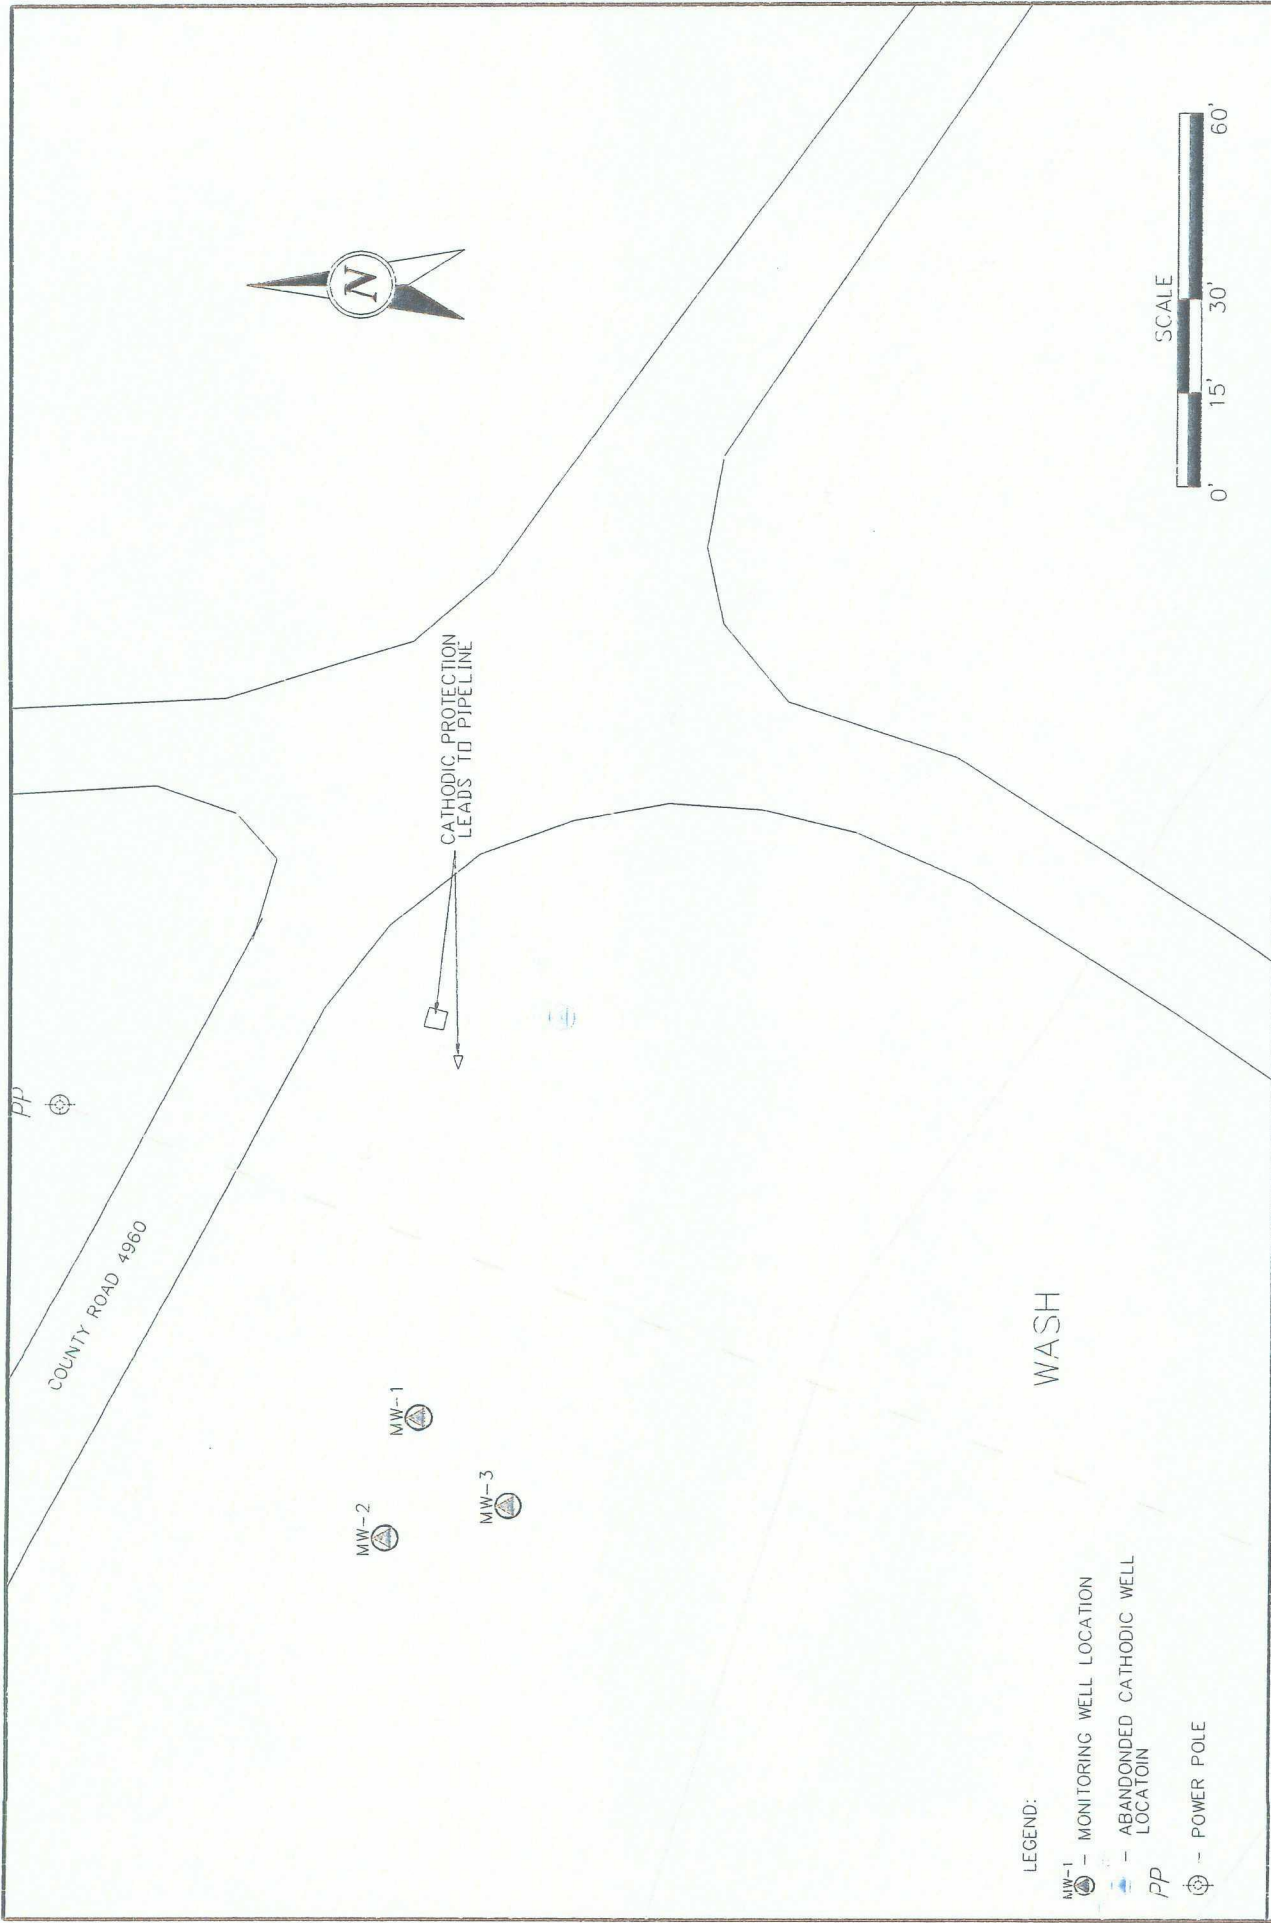 COUNTY ROAD 4960
PP
N
CATHODIC PROTECTION
LEADS TO PIPELINE
MW-2
MW-1
MW-3
WASH
SCALE
0' 15' 30' 60'
LEGEND:
MW-1
- MONITORING WELL LOCATION
- ABANDONDED CATHODIC WELL
LOCATOIN
PP
- POWER POLE